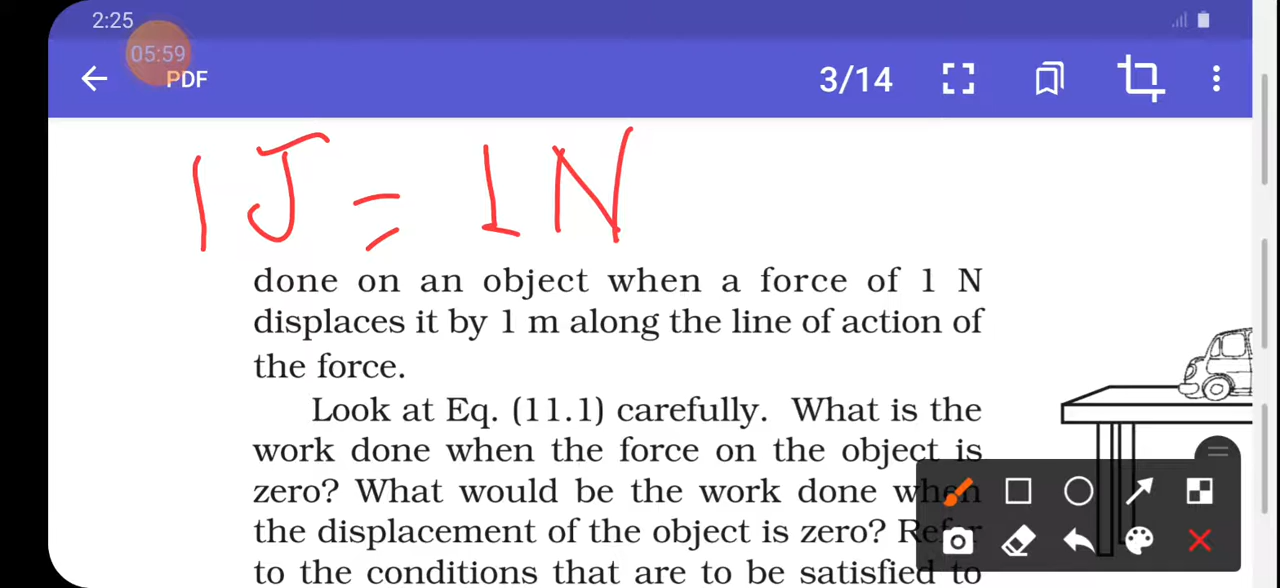 2:25
05:59
PDF
3/14
1 J = 1 N
done on an object when a force of 1 N
displaces it by 1 m along the line of action of
the force.
Look at Eq. (11.1) carefully. What is the
work done when the force on the object is
zero? What would be the work done when
the displacement of the object is zero? Refer
to the conditions that are to be satisfied to